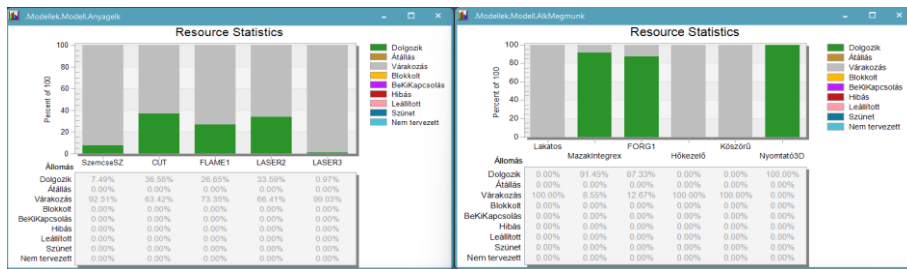 .Modellek.Modell.Anyagelk
Resource Statistics
Percent of 100
100
80
60
40
20
0
Dolgozik
Átállás
Várakozás
Blokkolt
BeKiKapcsolás
Hibás
Leállított
Szünet
Nem tervezett
Állomás SzemcseSZ CÚT FLAME1 LASER2 LASER3
Dolgozik 7.49% 36.58% 26.65% 33.59% 0.97%
Átállás 0.00% 0.00% 0.00% 0.00% 0.00%
Várakozás 92.51% 63.42% 73.35% 66.41% 99.03%
Blokkolt 0.00% 0.00% 0.00% 0.00% 0.00%
BeKiKapcsolás 0.00% 0.00% 0.00% 0.00% 0.00%
Hibás 0.00% 0.00% 0.00% 0.00% 0.00%
Leállított 0.00% 0.00% 0.00% 0.00% 0.00%
Szünet 0.00% 0.00% 0.00% 0.00% 0.00%
Nem tervezett 0.00% 0.00% 0.00% 0.00% 0.00%
.Modellek.Modell.AlkMegmunk
Resource Statistics
Percent of 100
100
80
60
40
20
0
Dolgozik
Átállás
Várakozás
Blokkolt
BeKiKapcsolás
Hibás
Leállított
Szünet
Nem tervezett
Lakatos FORG1 Köszörű
Állomás MazakIntegrex Hőkezelő Nyomtató3D
Dolgozik 0.00% 91.45% 87.33% 0.00% 0.00% 100.00%
Átállás 0.00% 0.00% 0.00% 0.00% 0.00% 0.00%
Várakozás 100.00% 8.55% 12.67% 100.00% 100.00% 0.00%
Blokkolt 0.00% 0.00% 0.00% 0.00% 0.00% 0.00%
BeKiKapcsolás 0.00% 0.00% 0.00% 0.00% 0.00% 0.00%
Hibás 0.00% 0.00% 0.00% 0.00% 0.00% 0.00%
Leállított 0.00% 0.00% 0.00% 0.00% 0.00% 0.00%
Szünet 0.00% 0.00% 0.00% 0.00% 0.00% 0.00%
Nem tervezett 0.00% 0.00% 0.00% 0.00% 0.00% 0.00%